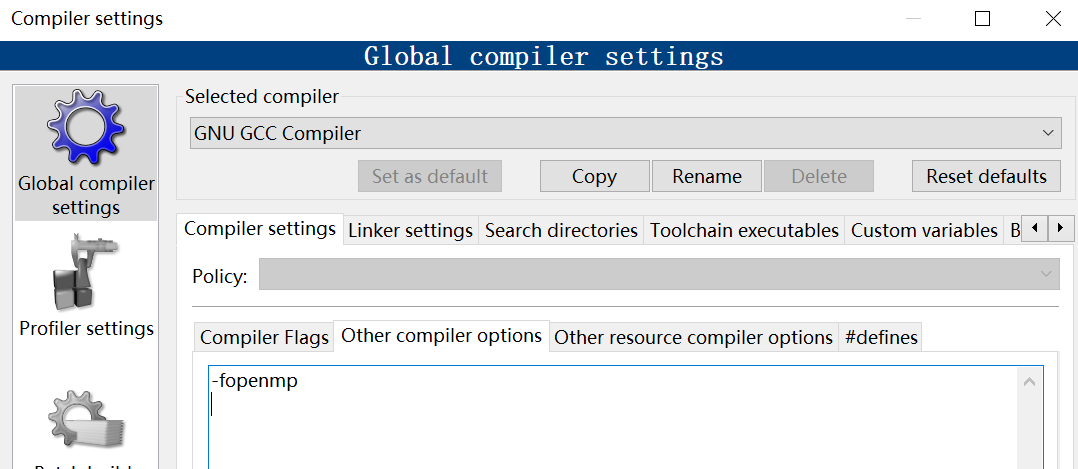 Compiler settings
Global compiler settings
Global compiler
settings
Profiler settings
Selected compiler
GNU GCC Compiler
Set as default Copy Rename Delete Reset defaults
Compiler settings Linker settings Search directories Toolchain executables Custom variables B
Policy:
Compiler Flags Other compiler options Other resource compiler options #defines
-fopenmp